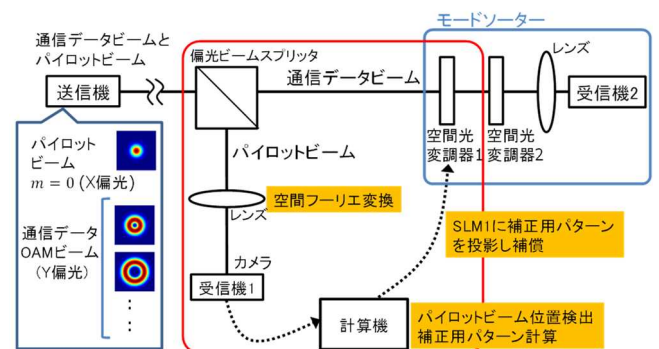 モードソーター
通信データビームと
パイロットビーム
偏光ビームスプリッタ
レンズ
通信データビーム
送信機
受信機2
空間光
変調器1
空間光
変調器2
パイロット
ビーム
m = 0 (X偏光)
パイロットビーム
通信データ
OAMビーム
(Y偏光)
レンズ
空間フーリエ変換
SLM1に補正用パターン
を投影し補償
カメラ
受信機1
計算機
パイロットビーム位置検出
補正用パターン計算